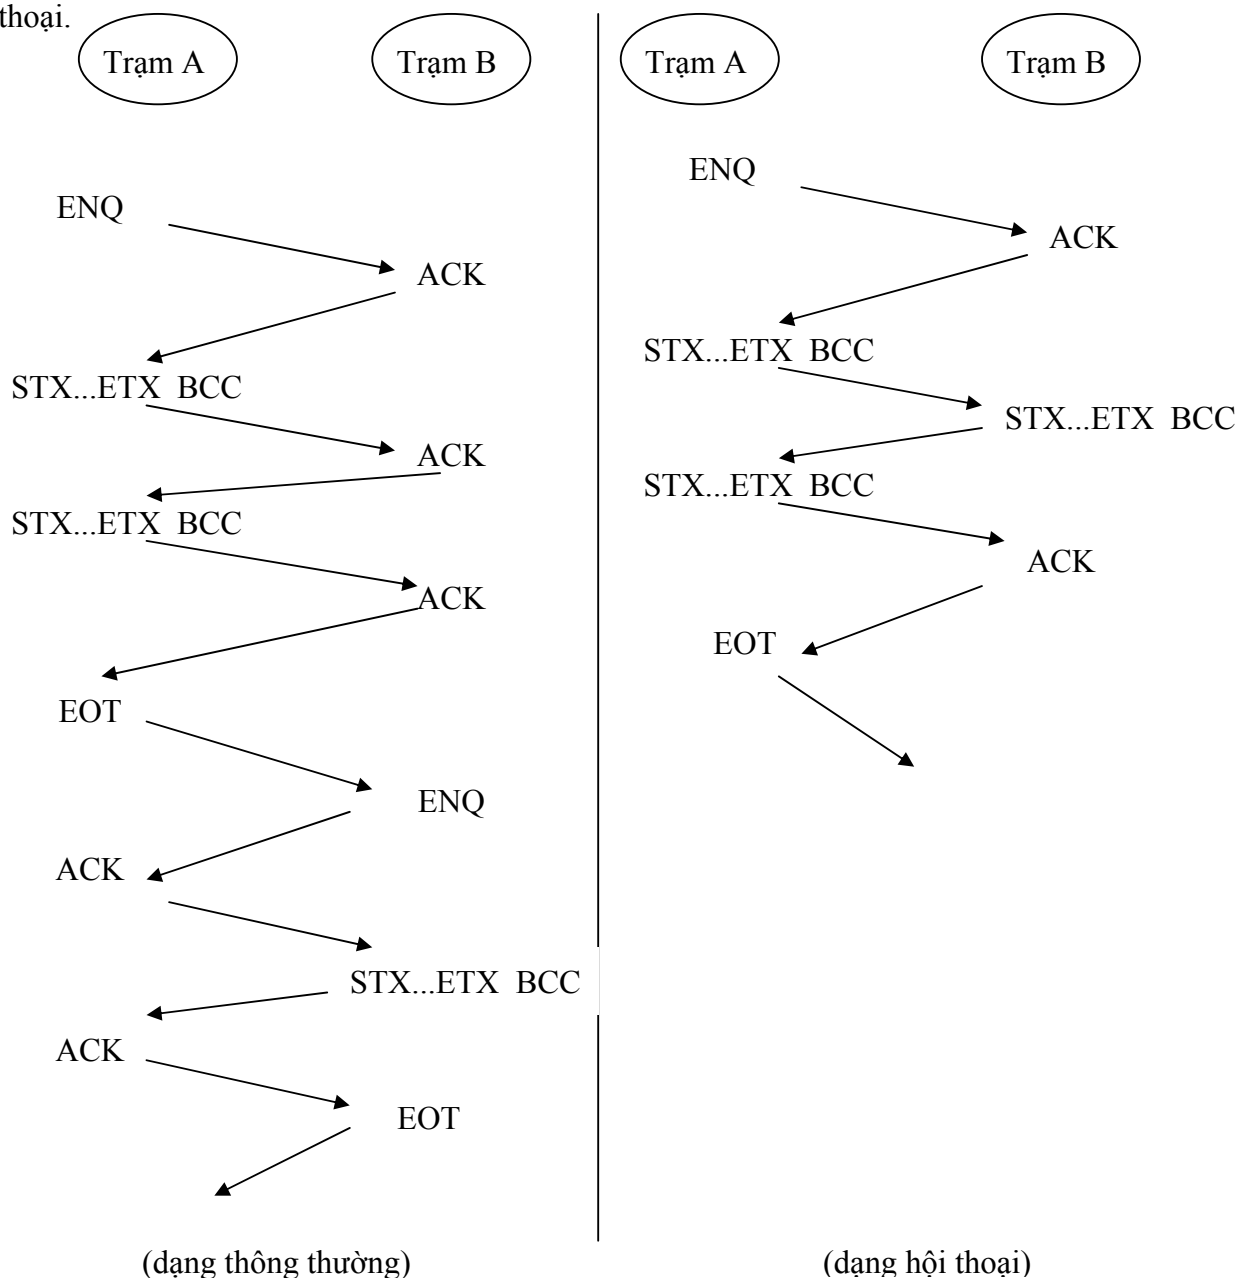 thoại.
Trạm A
Trạm B
ENQ
ACK
STX...ETX BCC
ACK
STX...ETX BCC
ACK
EOT
ENQ
ACK
STX...ETX BCC
ACK
EOT
(dạng thông thường)
Trạm A
Trạm B
ENQ
ACK
STX...ETX BCC
STX...ETX BCC
STX...ETX BCC
ACK
EOT
(dạng hội thoại)